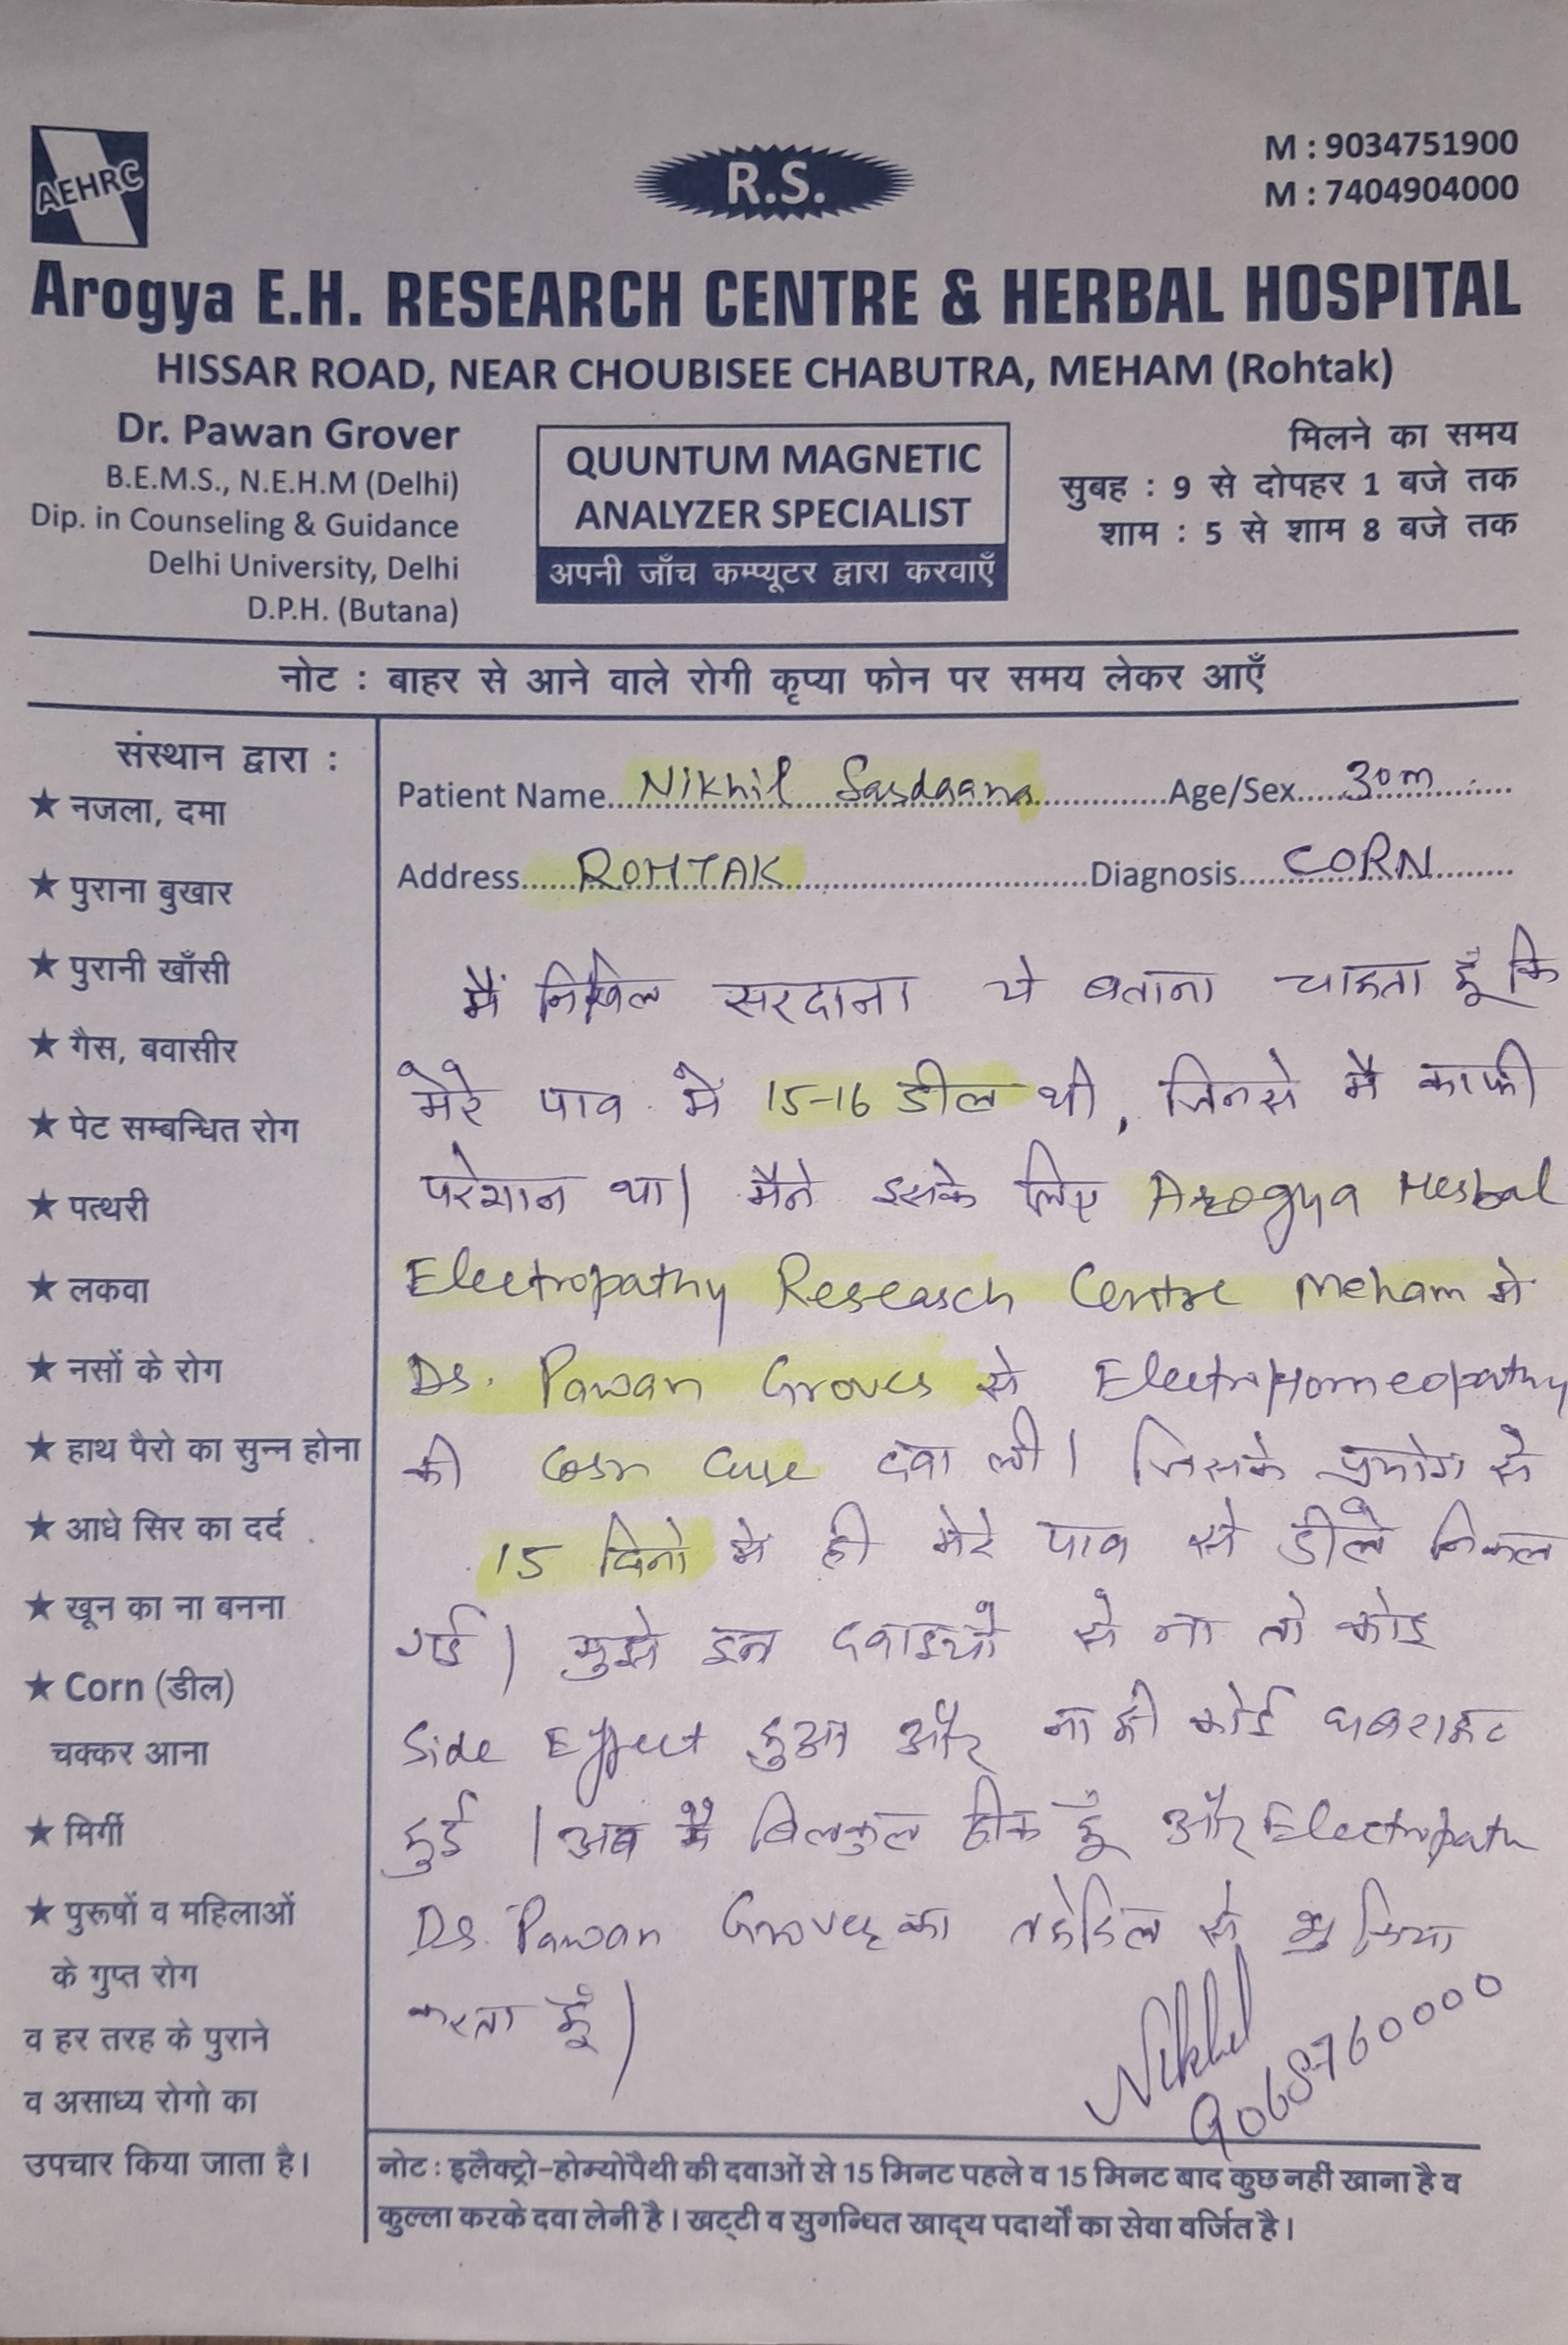 AEHRC
R.S.
M : 9034751900
M : 7404904000
Arogya E.H. RESEARCH CENTRE & HERBAL HOSPITAL
HISSAR ROAD, NEAR CHOUBISEE CHABUTRA, MEHAM (Rohtak)
Dr. Pawan Grover
B.E.M.S., N.E.H.M (Delhi)
Dip. in Counseling & Guidance
Delhi University, Delhi
D.P.H. (Butana)
QUUNTUM MAGNETIC
ANALYZER SPECIALIST
अपनी जाँच कम्प्यूटर द्वारा करवाएँ
मिलने का समय
सुबह : 9 से दोपहर 1 बजे तक
शाम : 5 से शाम 8 बजे तक
नोट : बाहर से आने वाले रोगी कृप्या फोन पर समय लेकर आएँ
संस्थान द्वारा :
★ नजला, दमा
★ पुराना बुखार
★ पुरानी खाँसी
★ गैस, बवासीर
★ पेट सम्बन्धित रोग
★ पत्थरी
★ लकवा
★ नसों के रोग
★ हाथ पैरो का सुन्न होना
★ आधे सिर का दर्द
★ खून का ना बनना
★ Corn (डील)
चक्कर आना
★ मिर्गी
★ पुरूषों व महिलाओं
के गुप्त रोग
व हर तरह के पुराने
व असाध्य रोगो का
उपचार किया जाता है।
Patient Name Nikhil Sardaana Age/Sex 30m
Address ROHTAK Diagnosis CORN
मैं निखिल सरदाना ये बताना चाहता हूँ कि
मेरे पाव में 15-16 डील थी, जिनसे मै काफी
परेशान था। मैने इसके लिए Arogya Herbal
Electropathy Research Centre Meham मे
Dr. Pawan Grover से ElectroHomeopathy
की Corn Cure दवा ली। जिसके प्रयोग से
15 दिनो मे ही मेरे पाव से डीले निकल
गई। मुझे इन दवाइयो से ना तो कोइ
Side Effect हुआ और ना ही कोई घबराहट
हुई। अब मै बिलकुल ठीक हूँ और Electropath
Dr. Pawan Grover का तहेदिल से शुक्रिया
करता हूँ।
Nikhil
9068760000
नोट : इलैक्ट्रो-होम्योपैथी की दवाओं से 15 मिनट पहले व 15 मिनट बाद कुछ नहीं खाना है व
कुल्ला करके दवा लेनी है। खट्टी व सुगन्धित खाद्य पदार्थों का सेवा वर्जित है।